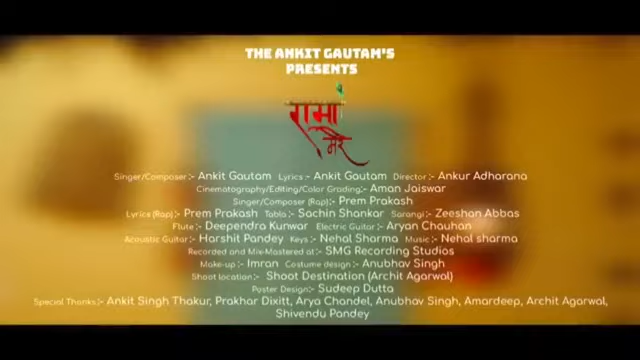 THE ANKIT GAUTAM'S
PRESENTS
रामा
मेरे
Singer/Composer:- Ankit Gautam Lyrics :- Ankit Gautam Director :- Ankur Adharana
Cinematography/Editing/Color Grading:- Aman Jaiswar
Singer/Composer (Rap):- Prem Parkash
Lyrics (Rap):- Prem Prakash Tabla :- Sachin Shankar Sarangi :- Zeeshan Abbas
Flute :- Deependra Kunwar Electric Guitar :- Aryan Chauhan
Acoustic Guitar :- Harshit Pandey Keys :- Nehal Sharma Music :- Nehal sharma
Recorded and Mix-Mastered at :- SMG Recording Studios
Make-up :- Imran Costume design :- Anubhav Singh
Shoot location:- Shoot Destination (Archit Agarwal)
Poster Design:- Sudeep Dutta
Special Thanks:- Ankit Singh Thakur, Prakhar Dixitt, Arya Chandel, Anubhav Singh, Amardeep, Archit Agarwal,
Shivendu Pandey